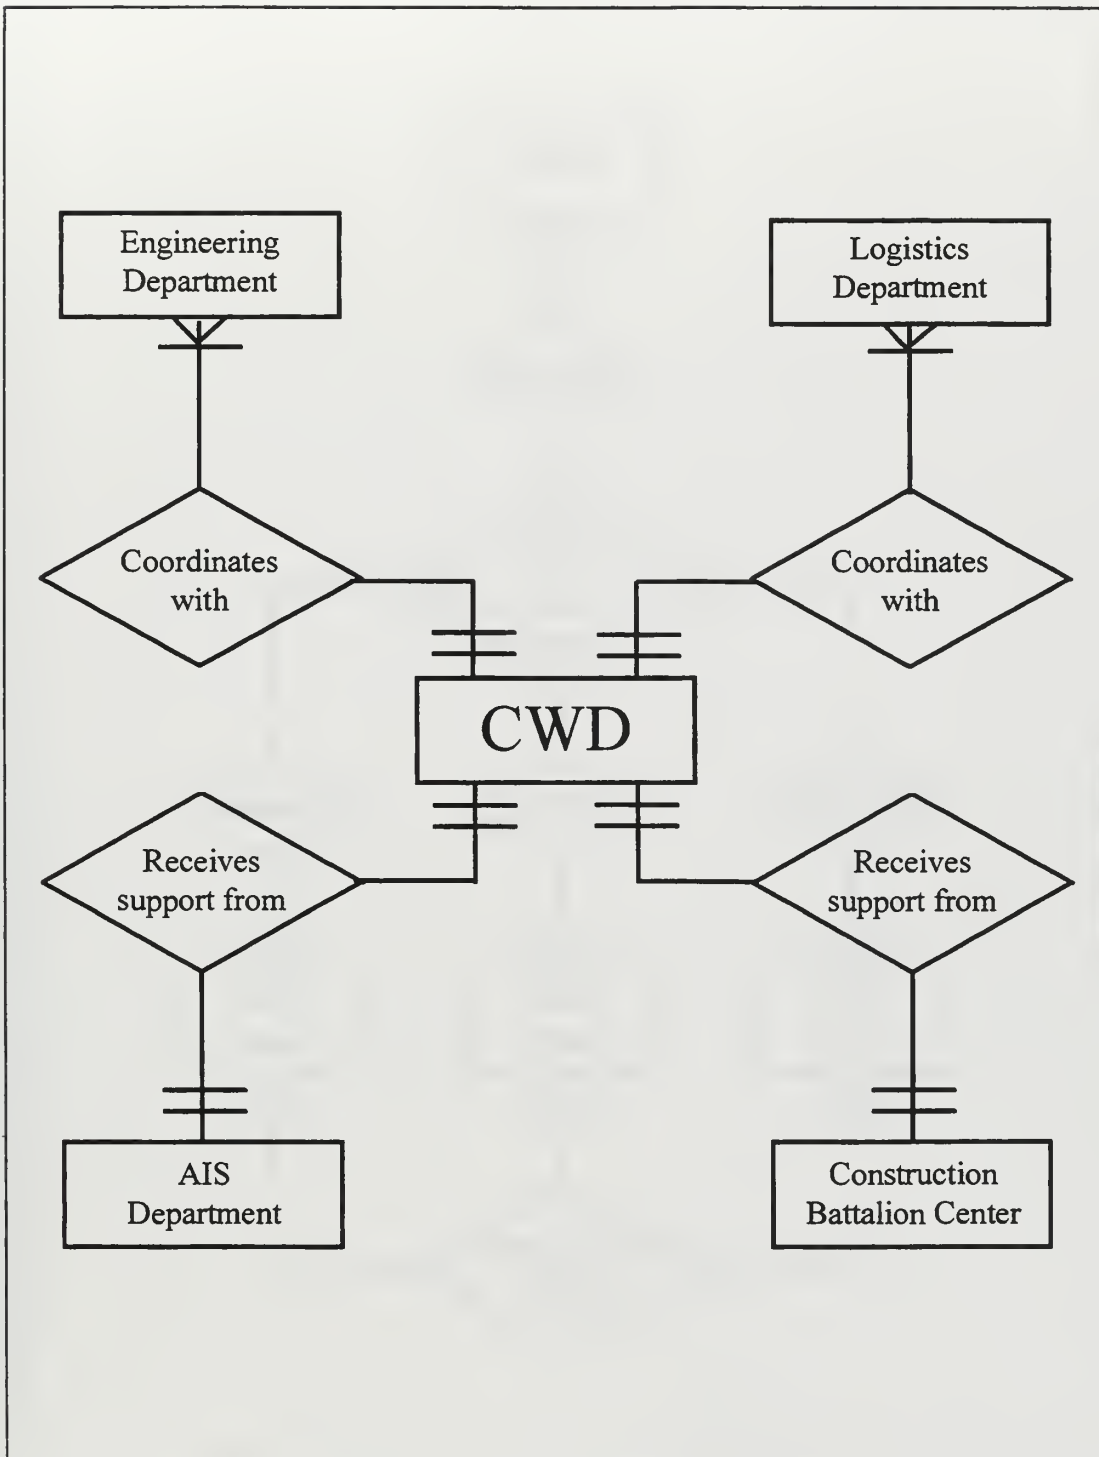 Engineering
Department
Logistics
Department
Coordinates
with
Coordinates
with
CWD
Receives
support from
Receives
support from
AIS
Department
Construction
Battalion Center